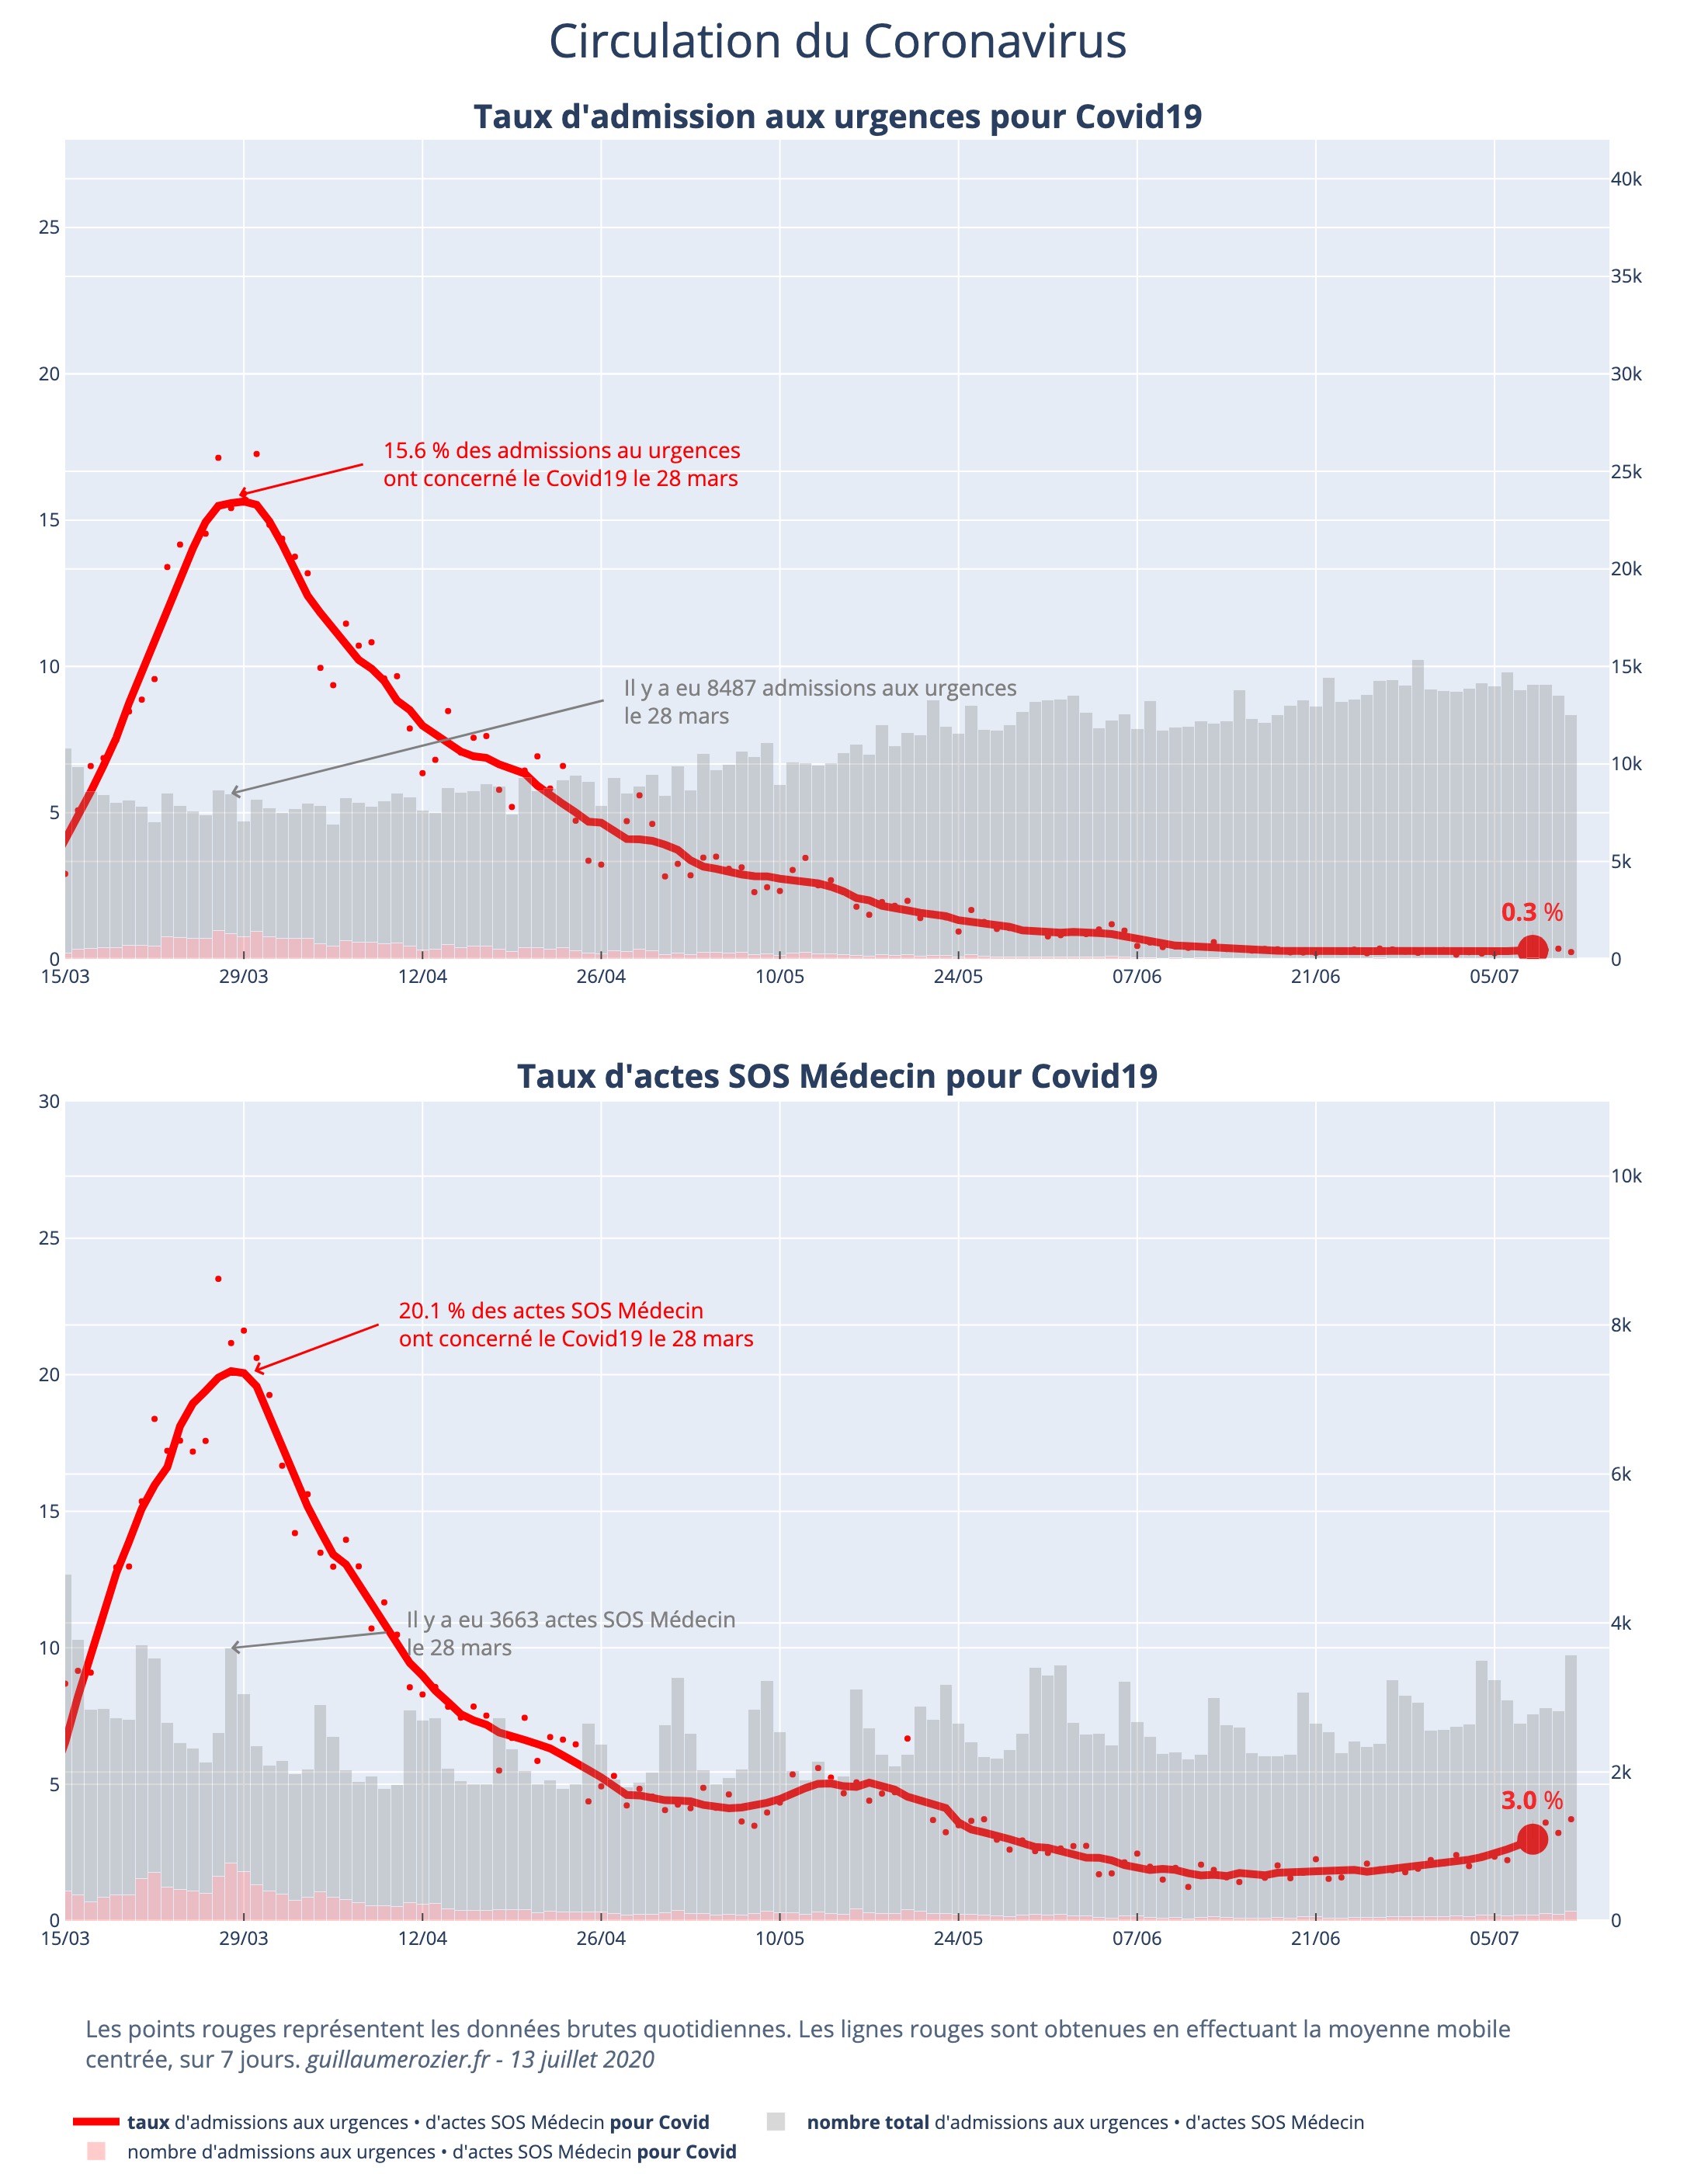 Circulation du Coronavirus
Taux d'admission aux urgences pour Covid19
40k
25
35k
20
30k
15.6 % des admissions au urgences
ont concerné le Covid19 le 28 mars
25k
15
20k
10
15k
Il y a eu 8487 admissions aux urgences
le 28 mars
10k
5
5k
0.3 %
0
0
15/03 29/03 12/04 26/04 10/05 24/05 07/06 21/06 05/07
Taux d'actes SOS Médecin pour Covid19
30
10k
25
20.1 % des actes SOS Médecin
ont concerné le Covid19 le 28 mars
8k
20
6k
15
Il y a eu 3663 actes SOS Médecin
le 28 mars
4k
10
2k
5
3.0 %
0
0
15/03 29/03 12/04 26/04 10/05 24/05 07/06 21/06 05/07
Les points rouges représentent les données brutes quotidiennes. Les lignes rouges sont obtenues en effectuant la moyenne mobile
centrée, sur 7 jours. guillaumerozier.fr - 13 juillet 2020
taux d'admissions aux urgences • d'actes SOS Médecin pour Covid
nombre total d'admissions aux urgences • d'actes SOS Médecin
nombre d'admissions aux urgences • d'actes SOS Médecin pour Covid